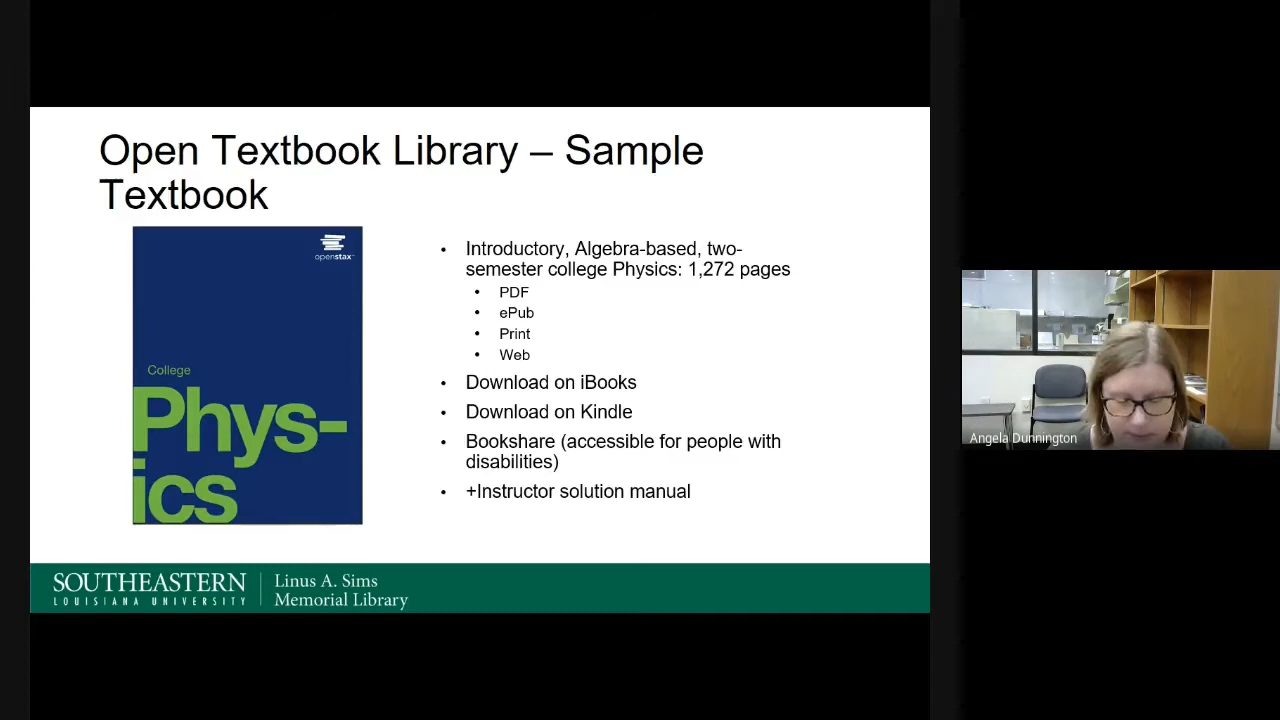 Open Textbook Library – Sample
Textbook
openstax™
College
Phys-
ics
• Introductory, Algebra-based, two-
semester college Physics: 1,272 pages
• PDF
• ePub
• Print
• Web
• Download on iBooks
• Download on Kindle
• Bookshare (accessible for people with
disabilities)
• +Instructor solution manual
SOUTHEASTERN
LOUISIANA UNIVERSITY
Linus A. Sims
Memorial Library
Angela Dunnington